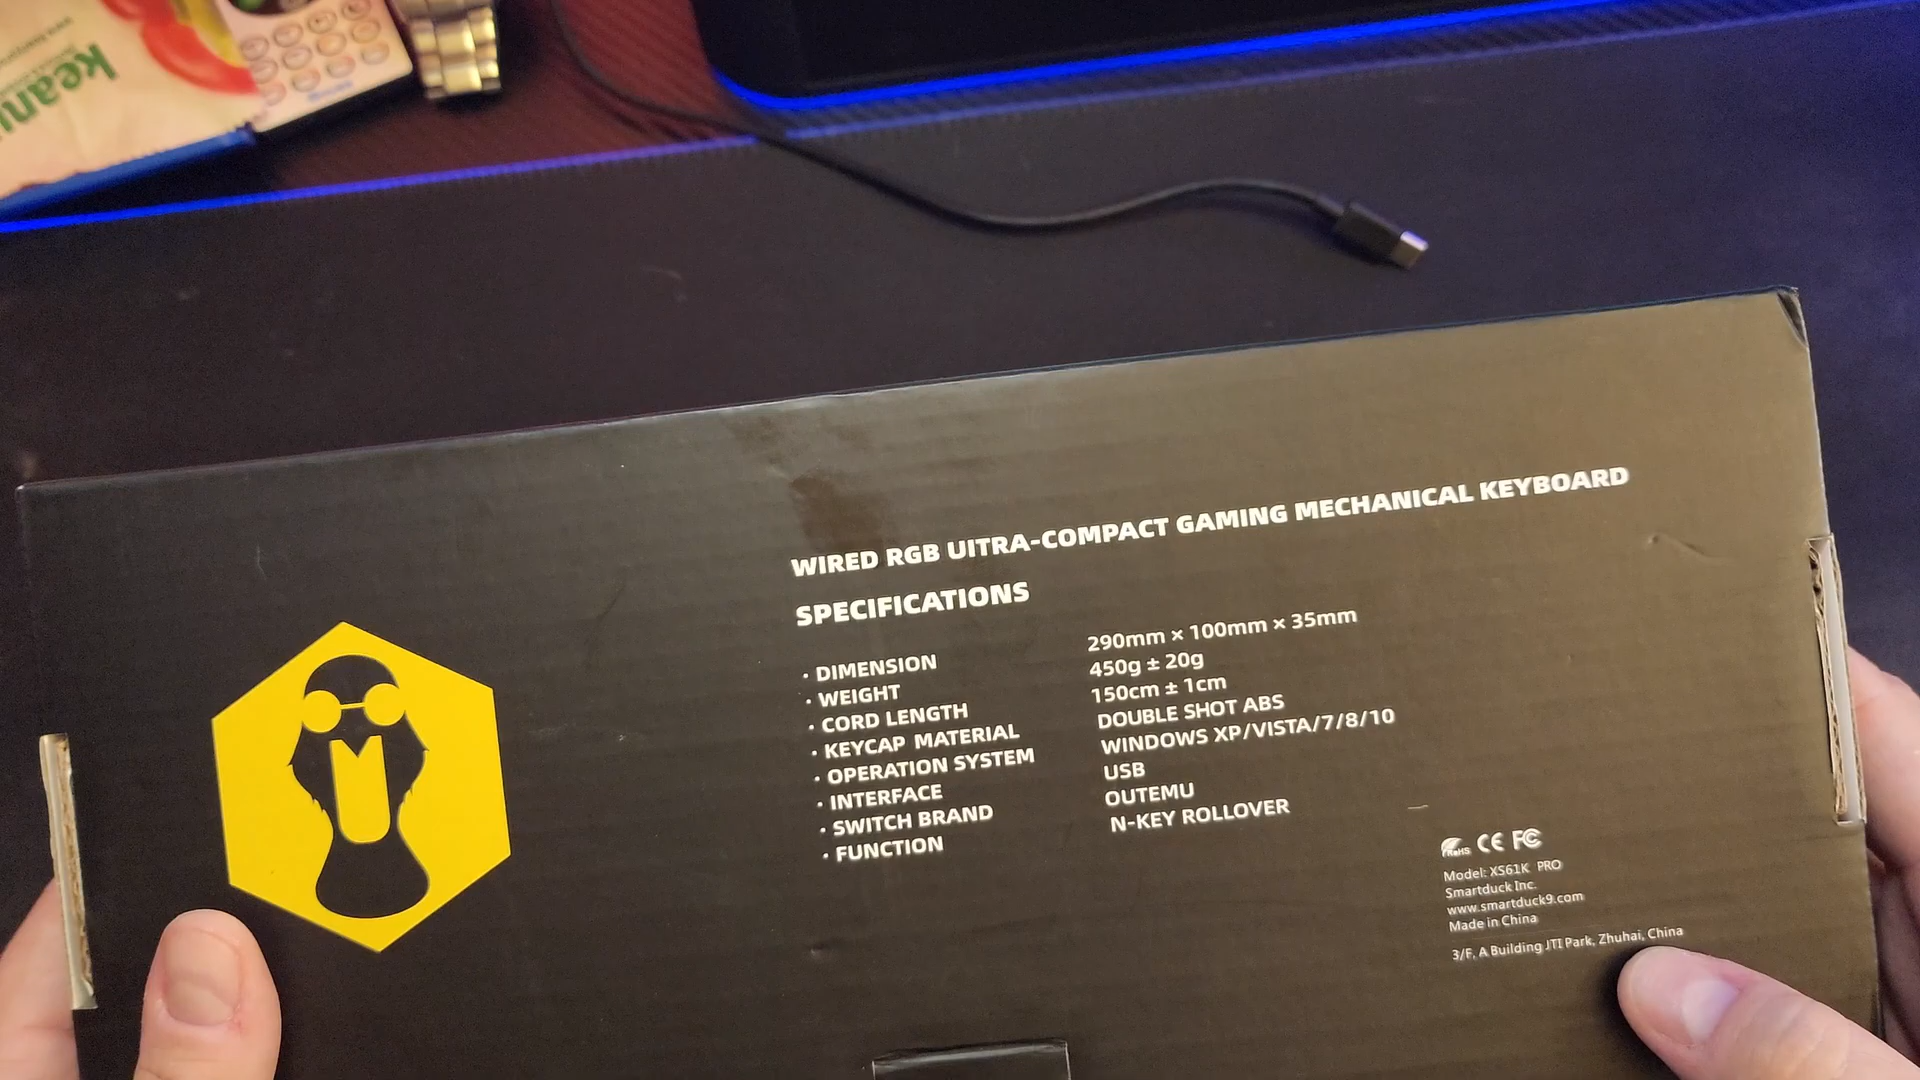 kean
WIRED RGB UITRA-COMPACT GAMING MECHANICAL KEYBOARD
SPECIFICATIONS
· DIMENSION 290mm × 100mm × 35mm
· WEIGHT 450g ± 20g
· CORD LENGTH 150cm ± 1cm
· KEYCAP MATERIAL DOUBLE SHOT ABS
· OPERATION SYSTEM WINDOWS XP/VISTA/7/8/10
· INTERFACE USB
· SWITCH BRAND OUTEMU
· FUNCTION N-KEY ROLLOVER
RoHS CE FC
Model: XS61K PRO
Smartduck Inc.
www.smartduck9.com
Made in China
3/F, A Building JTI Park, Zhuhai, China